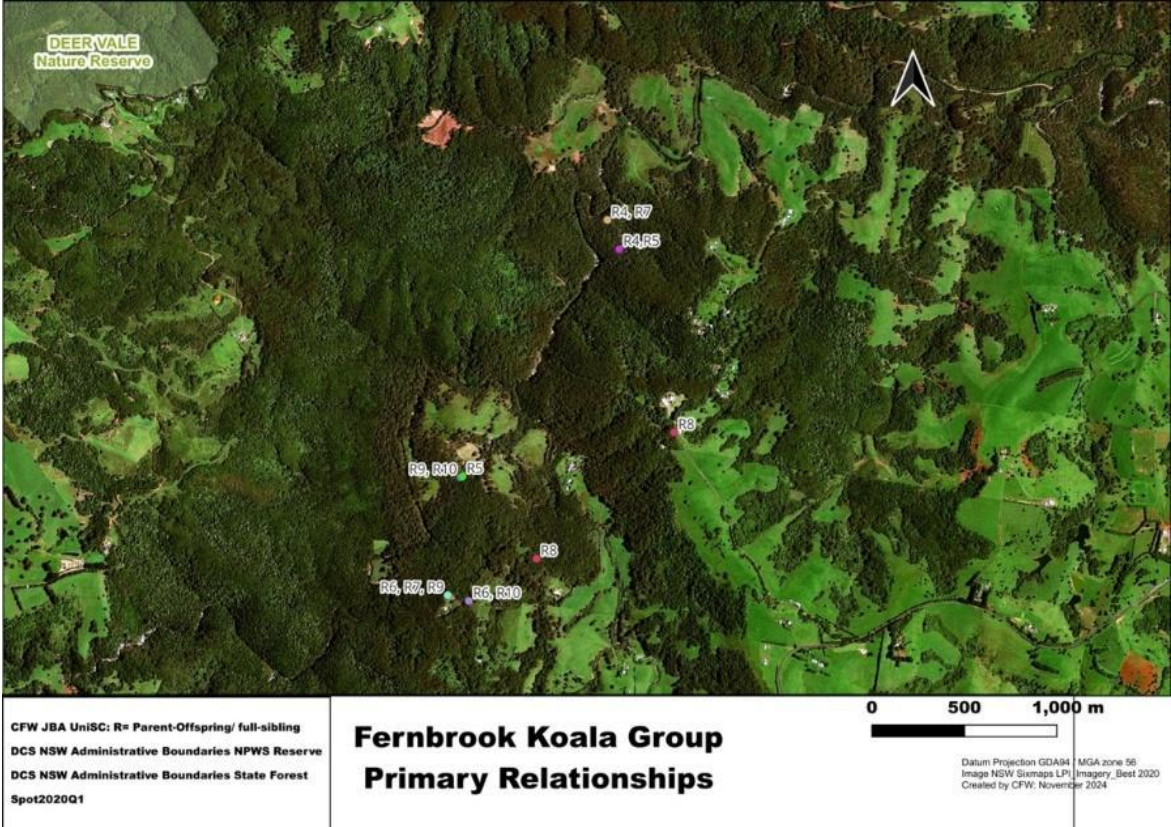 DEER VALE
Nature Reserve
R4, R7
R4,R5
R8
R9, R10
R5
R8
R6, R7, R9
R6, R10
CFW JBA UniSC: R= Parent-Offspring/ full-sibling
DCS NSW Administrative Boundaries NPWS Reserve
DCS NSW Administrative Boundaries State Forest
Spot2020Q1
Fernbrook Koala Group
Primary Relationships
0 500 1,000 m
Datum Projection GDA94 / MGA zone 56
Image NSW Sixmaps LPI_Imagery_Best 2020
Created by CFW: November 2024